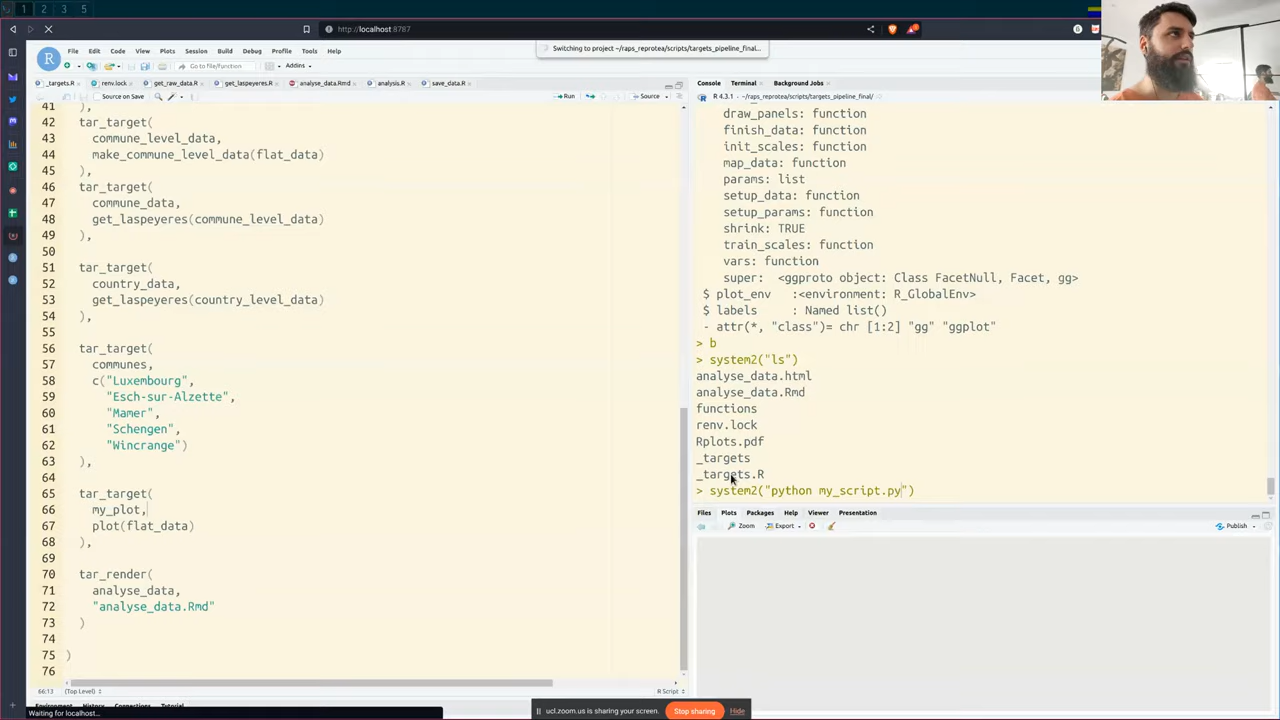 1 2 3 4
http://localhost:8787
R
File Edit Code View Plots Session Build Debug Profile Tools Help
Switching to project ~/raps_reprotea/scripts/targets_pipeline_final/...
Go to file/function
Addins
_targets.R renv.lock get_raw_data.R get_laspeyeres.R analyse_data.Rmd analysis.R save_data.R
Source on Save Run Source
41 ),
42 tar_target(
43 commune_level_data,
44 make_commune_level_data(flat_data)
45 ),
46 tar_target(
47 commune_data,
48 get_laspeyeres(commune_level_data)
49 ),
50
51 tar_target(
52 country_data,
53 get_laspeyeres(country_level_data)
54 ),
55
56 tar_target(
57 communes,
58 c("Luxembourg",
59 "Esch-sur-Alzette",
60 "Mamer",
61 "Schengen",
62 "Wincrange")
63 ),
64
65 tar_target(
66 my_plot,
67 plot(flat_data)
68 ),
69
70 tar_render(
71 analyse_data,
72 "analyse_data.Rmd"
73 )
74
75 )
76
66:13 (Top Level) R Script
Environment History Connections Tutorial
Waiting for localhost...
Console Terminal Background Jobs
R 4.3.1 · ~/raps_reprotea/scripts/targets_pipeline_final/
draw_panels: function
finish_data: function
init_scales: function
map_data: function
params: list
setup_data: function
setup_params: function
shrink: TRUE
train_scales: function
vars: function
super: <ggproto object: Class FacetNull, Facet, gg>
$ plot_env :<environment: R_GlobalEnv>
$ labels : Named list()
- attr(*, "class")= chr [1:2] "gg" "ggplot"
> b
> system2("ls")
analyse_data.html
analyse_data.Rmd
functions
renv.lock
Rplots.pdf
_targets
_targets.R
> system2("python my_script.py")
Files Plots Packages Help Viewer Presentation
Zoom Export Publish
ucl.zoom.us is sharing your screen. Stop sharing Hide